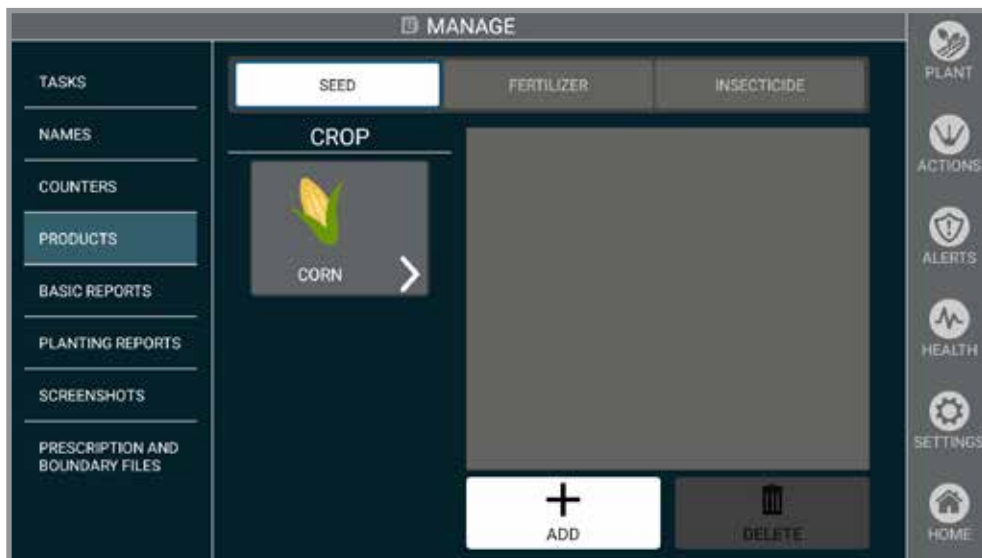 MANAGE
TASKS
NAMES
COUNTERS
PRODUCTS
BASIC REPORTS
PLANTING REPORTS
SCREENSHOTS
PRESCRIPTION AND
BOUNDARY FILES
SEED
FERTILIZER
INSECTICIDE
CROP
CORN
ADD
DELETE
PLANT
ACTIONS
ALERTS
HEALTH
SETTINGS
HOME